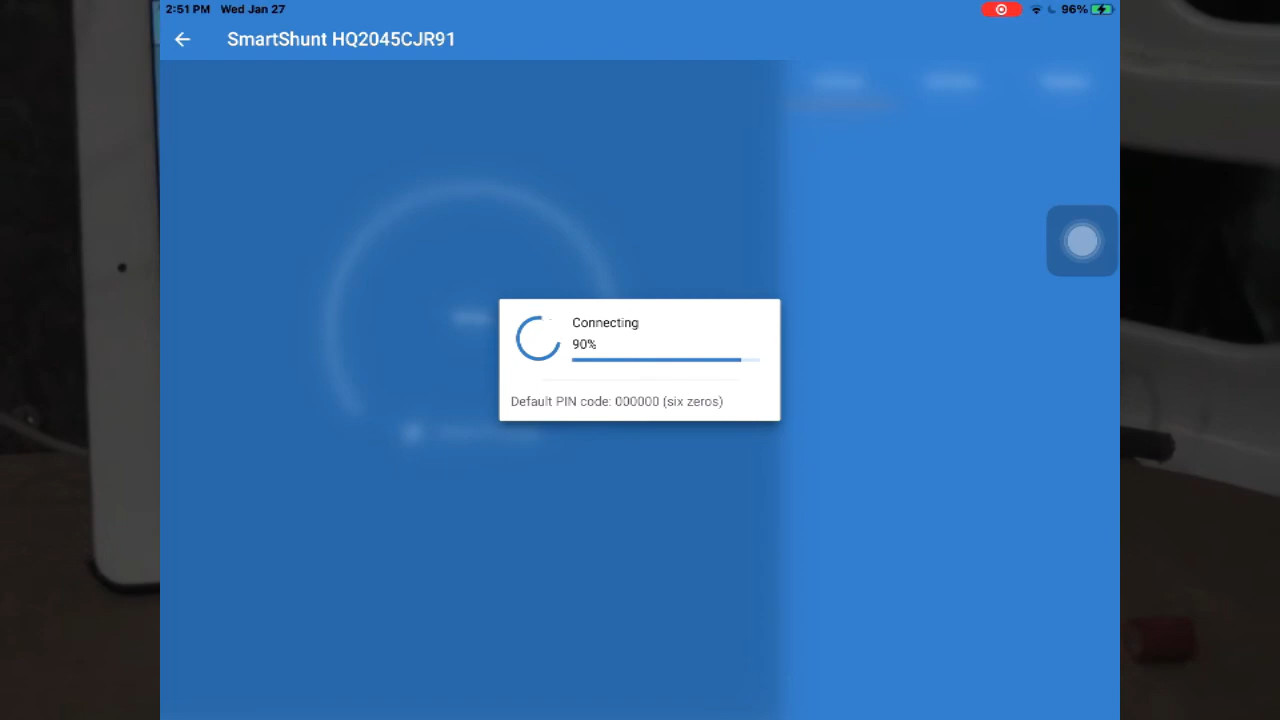 2:51 PM Wed Jan 27
96%
SmartShunt HQ2045CJR91
Connecting
90%
Default PIN code: 000000 (six zeros)